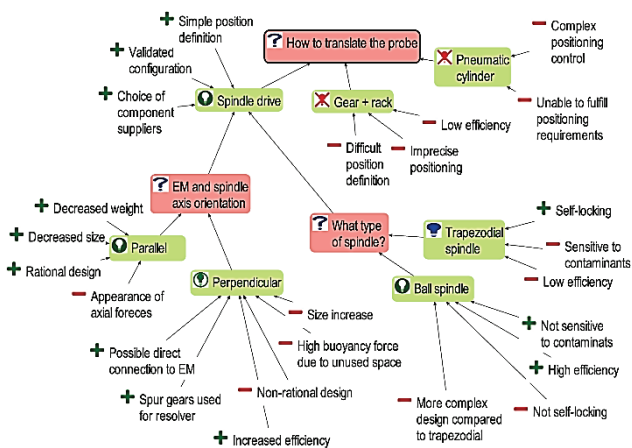 Simple position
definition
How to translate the probe
Complex
positioning
control
Validated
configuration
Pneumatic
cylinder
Choice of
component
suppliers
Spindle drive
Gear + rack
Low efficiency
Unable to fulfill
positioning
requirements
Difficult
position
definition
Imprecise
positioning
EM and spindle
axis orientation
Decreased weight
Decreased size
Rational design
Parallel
Appearance of
axial foreces
What type
of spindle?
Trapezodial
spindle
Self-locking
Sensitive to
contaminants
Low efficiency
Perpendicular
Ball spindle
Size increase
High buoyancy force
due to unused space
Not sensitive
to contaminats
High efficiency
Possible direct
connection to EM
Spur gears used
for resolver
Non-rational design
Increased efficiency
More complex
design compared
to trapezodial
Not self-locking